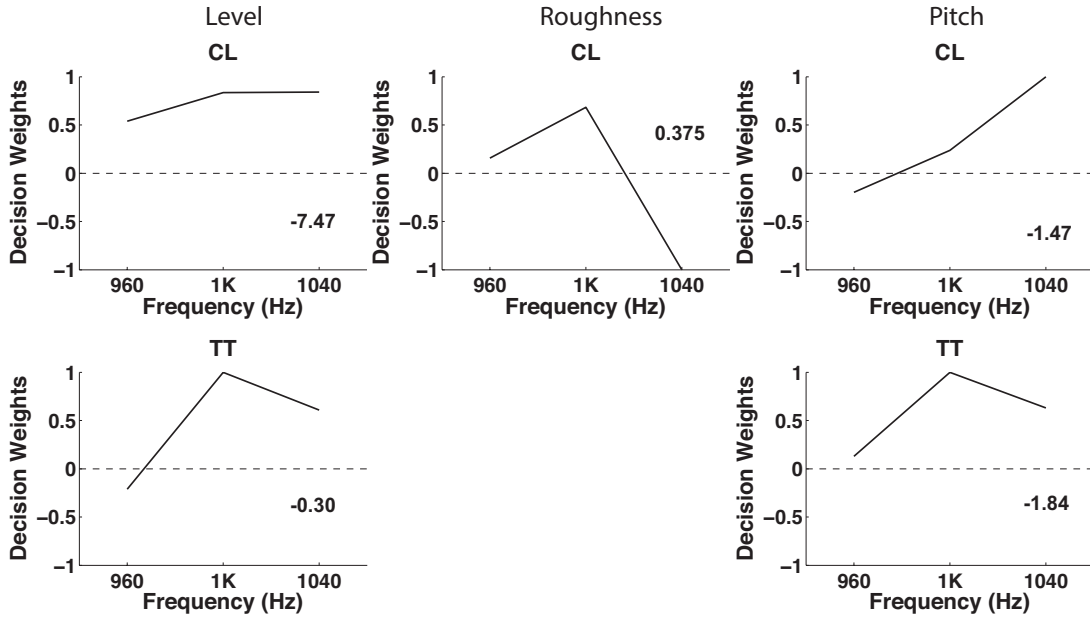 Level
Roughness
Pitch
CL
Decision Weights
1
0.5
0
−0.5
−1
-7.47
960
1K
1040
Frequency (Hz)
CL
Decision Weights
1
0.5
0
−0.5
−1
0.375
960
1K
1040
Frequency (Hz)
CL
Decision Weights
1
0.5
0
−0.5
−1
-1.47
960
1K
1040
Frequency (Hz)
TT
Decision Weights
1
0.5
0
−0.5
−1
-0.30
960
1K
1040
Frequency (Hz)
TT
Decision Weights
1
0.5
0
−0.5
−1
-1.84
960
1K
1040
Frequency (Hz)